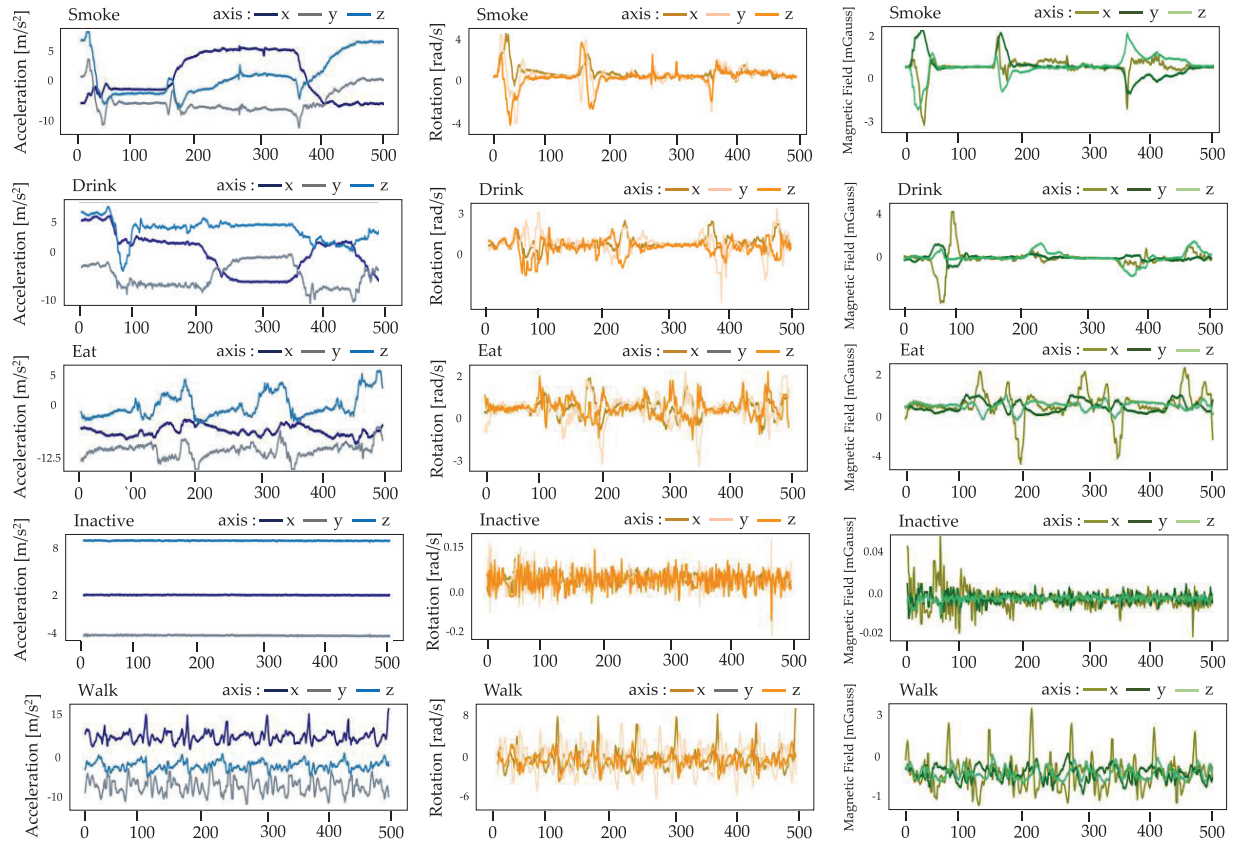 Smoke axis : x y z
Acceleration [m/s²]
5
-10
0 100 200 300 400 500
Smoke axis : x y z
Rotation [rad/s]
4
0
-4
0 100 200 300 400 500
Smoke axis : x y z
Magnetic Field [mGauss]
2
0
-3
0 100 200 300 400 500
Drink axis : x y z
Acceleration [m/s²]
5
0
-10
0 100 200 300 400 500
Drink axis : x y z
Rotation [rad/s]
3
0
0 100 200 300 400 500
Drink axis : x y z
Magnetic Field [mGauss]
4
0
0 100 200 300 400 500
Eat axis : x y z
Acceleration [m/s²]
5
0
-12.5
0 100 200 300 400 500
Eat axis : x y z
Rotation [rad/s]
2
0
-3
0 100 200 300 400 500
Eat axis : x y z
Magnetic Field [mGauss]
2
0
-4
0 100 200 300 400 500
Inactive axis : x y z
Acceleration [m/s²]
8
2
-4
0 100 200 300 400 500
Inactive axis : x y z
Rotation [rad/s]
0.15
0.0
-0.2
0 100 200 300 400 500
Inactive axis : x y z
Magnetic Field [mGauss]
0.04
0.0
-0.02
0 100 200 300 400 500
Walk axis : x y z
Acceleration [m/s²]
15
0
-10
0 100 200 300 400 500
Walk axis : x y z
Rotation [rad/s]
8
0
-6
0 100 200 300 400 500
Walk axis : x y z
Magnetic Field [mGauss]
3
0
-1
0 100 200 300 400 500